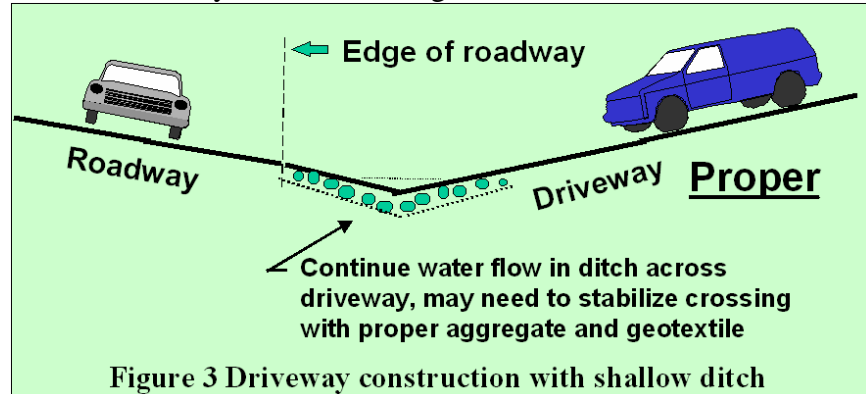 Edge of roadway
Roadway
Driveway
Proper
Continue water flow in ditch across
driveway, may need to stabilize crossing
with proper aggregate and geotextile
Figure 3 Driveway construction with shallow ditch